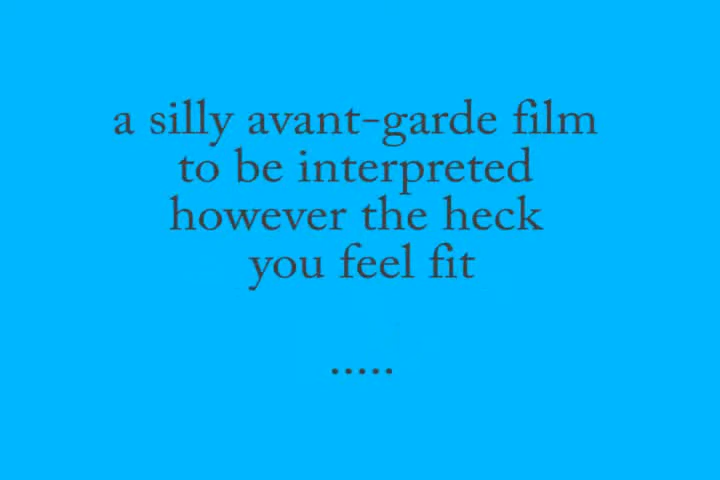 a silly avant-garde film
to be interpreted
however the heck
you feel fit
.....